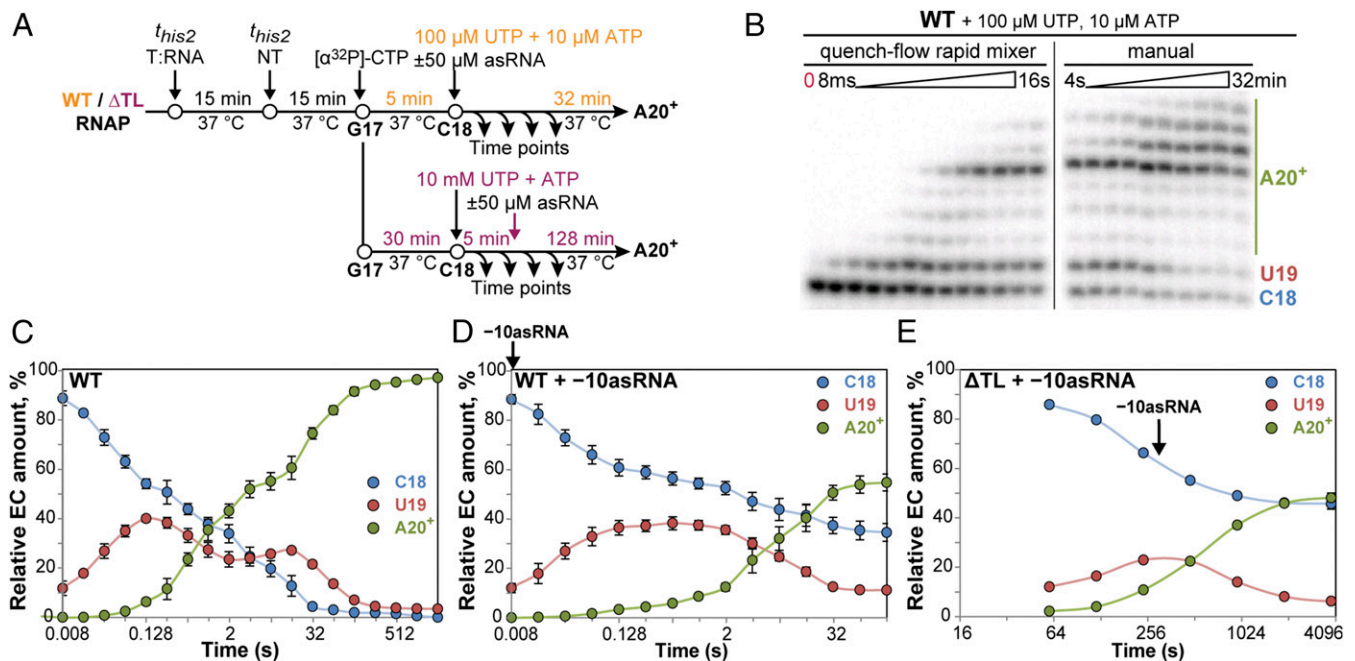 A
t his2
T:RNA
t his2
NT
[α32P]-CTP
100 µM UTP + 10 µM ATP
±50 µM asRNA
WT / ΔTL
RNAP
15 min
37 °C
15 min
37 °C
G17
5 min
37 °C
C18
32 min
37 °C
A20+
Time points
10 mM UTP + ATP
±50 µM asRNA
G17
30 min
37 °C
C18
5 min
128 min
37 °C
A20+
Time points
B
WT + 100 µM UTP, 10 µM ATP
quench-flow rapid mixer
manual
0 8ms
16s
4s
32min
A20+
U19
C18
C
WT
Relative EC amount, %
100
80
60
40
20
0
C18
U19
A20+
0.008
0.128
2
32
512
Time (s)
D
−10asRNA
WT + −10asRNA
Relative EC amount, %
100
80
60
40
20
0
C18
U19
A20+
0.008
0.128
2
32
Time (s)
E
ΔTL + −10asRNA
−10asRNA
Relative EC amount, %
100
80
60
40
20
0
C18
U19
A20+
16
64
256
1024
4096
Time (s)